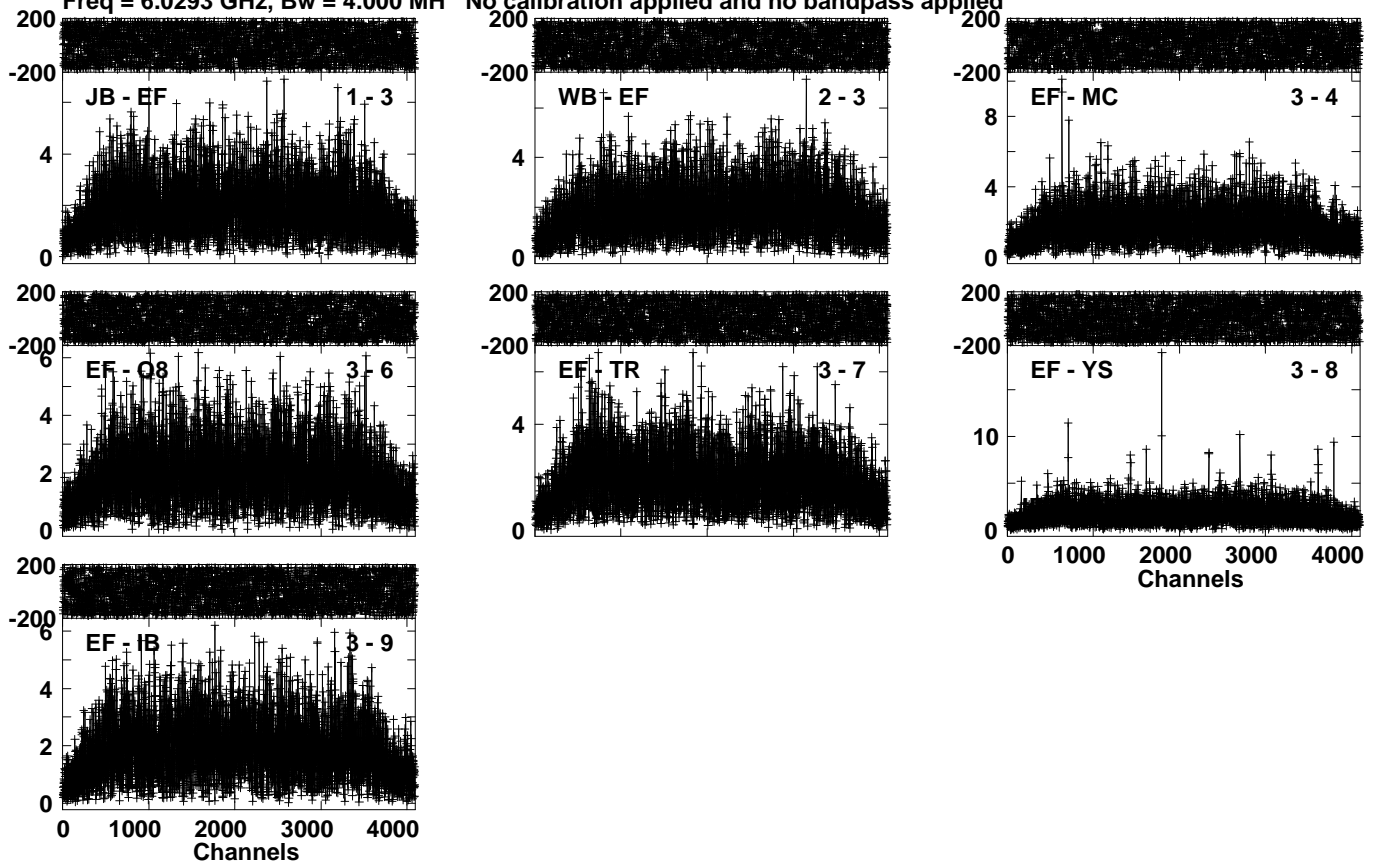 Freq = 6.0293 GHz, Bw = 4.000 MH No calibration applied and no bandpass applied
200
-200
JB - EF 1 - 3
4
0
200
-200
WB - EF 2 - 3
4
0
200
-200
EF - MC 3 - 4
8
4
0
200
-200
EF - O8 3 - 6
6
4
2
0
200
-200
EF - TR 3 - 7
4
0
200
-200
EF - YS 3 - 8
10
0
0 1000 2000 3000 4000
Channels
200
-200
EF - IB 3 - 9
6
4
2
0
0 1000 2000 3000 4000
Channels